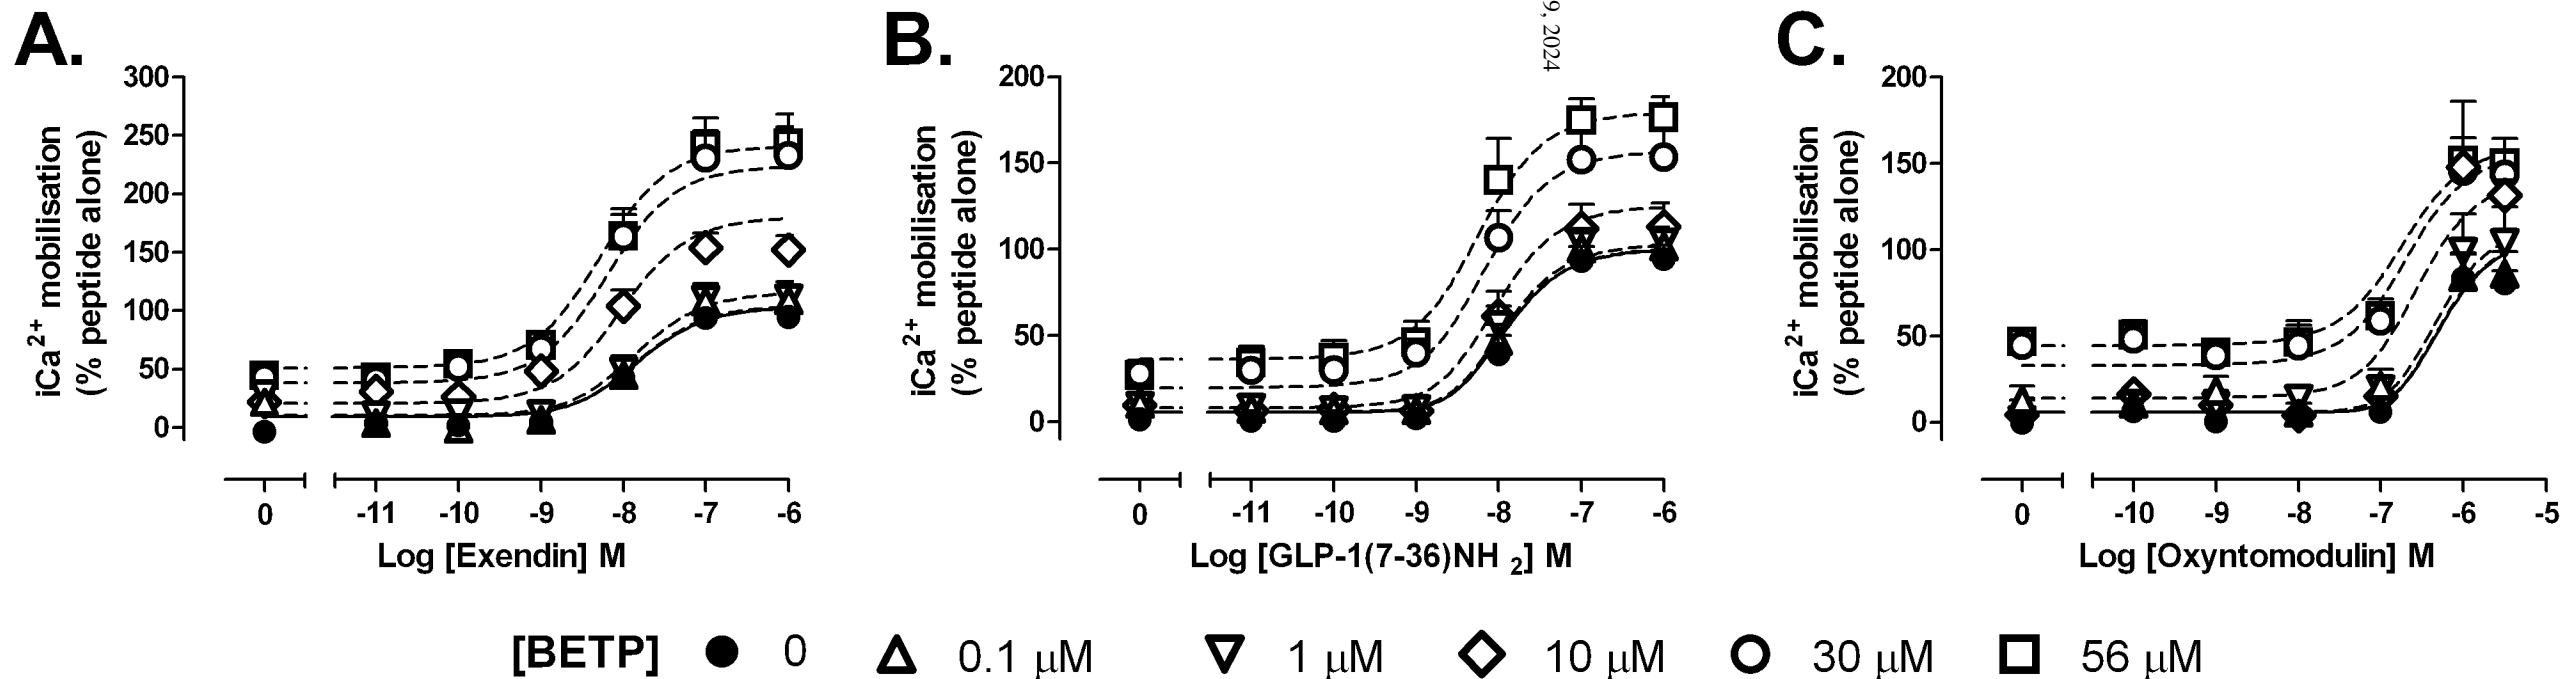 A.
B.
C.
9, 2024
iCa2+ mobilisation
(% peptide alone)
300
250
200
150
100
50
0
0 -11 -10 -9 -8 -7 -6
Log [Exendin] M
iCa2+ mobilisation
(% peptide alone)
200
150
100
50
0
0 -11 -10 -9 -8 -7 -6
Log [GLP-1(7-36)NH 2] M
iCa2+ mobilisation
(% peptide alone)
200
150
100
50
0
0 -10 -9 -8 -7 -6 -5
Log [Oxyntomodulin] M
[BETP] 0 0.1 μM 1 μM 10 μM 30 μM 56 μM